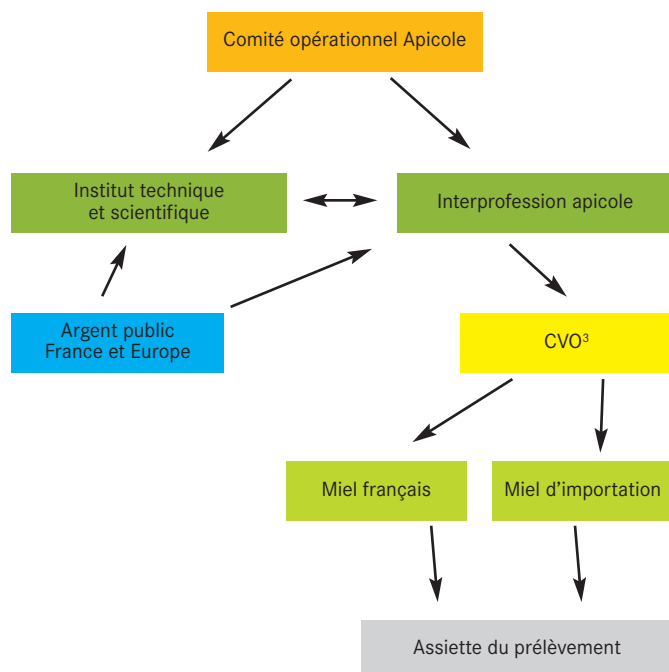 Comité opérationnel Apicole
Institut technique
et scientifique
Interprofession apicole
Argent public
France et Europe
CVO³
Miel français
Miel d'importation
Assiette du prélèvement